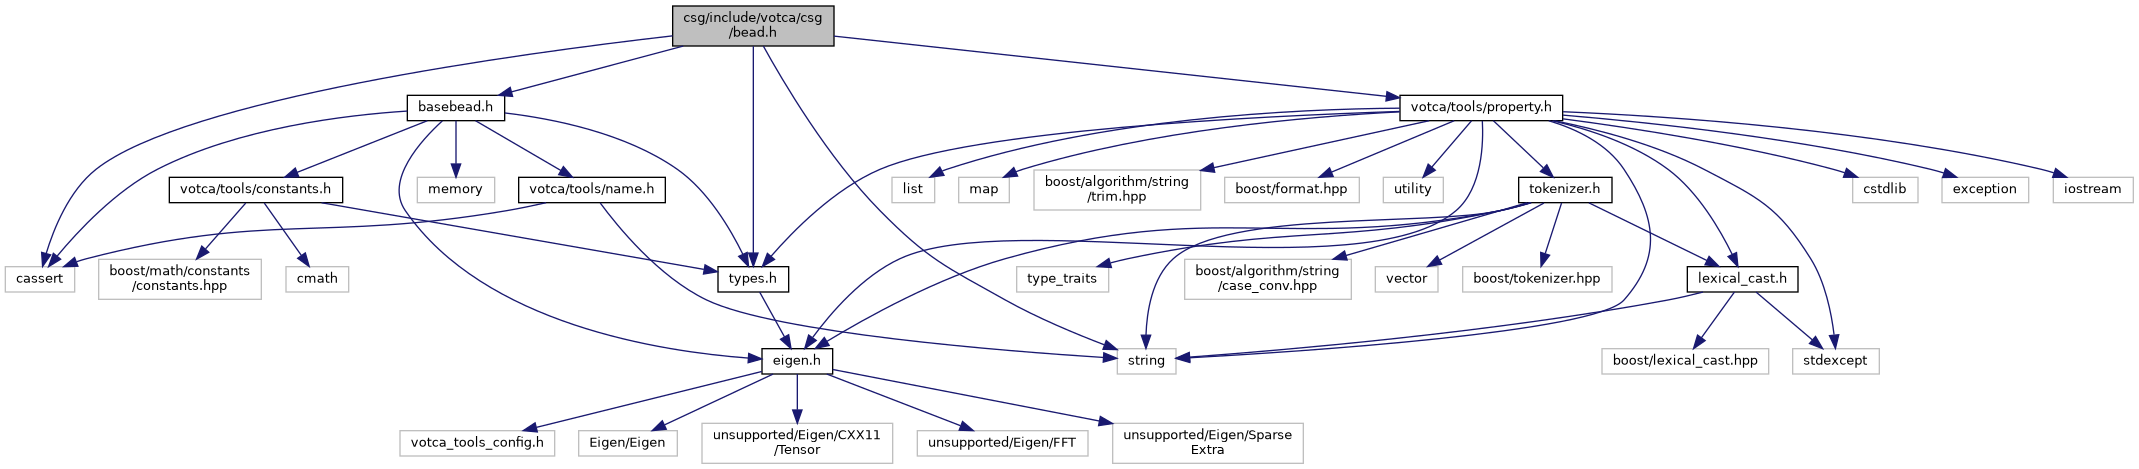 csg/include/votca/csg
/bead.h
basebead.h
votca/tools/property.h
votca/tools/constants.h
memory
votca/tools/name.h
list
map
boost/algorithm/string
/trim.hpp
boost/format.hpp
utility
tokenizer.h
cstdlib
exception
iostream
cassert
boost/math/constants
/constants.hpp
cmath
types.h
type_traits
boost/algorithm/string
/case_conv.hpp
vector
boost/tokenizer.hpp
lexical_cast.h
eigen.h
string
boost/lexical_cast.hpp
stdexcept
votca_tools_config.h
Eigen/Eigen
unsupported/Eigen/CXX11
/Tensor
unsupported/Eigen/FFT
unsupported/Eigen/Sparse
Extra